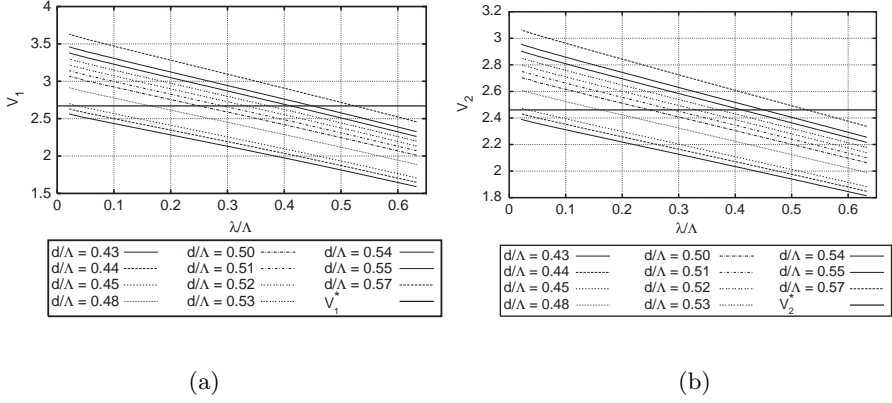 4
3.5
3
2.5
2
1.5
V1
0 0.1 0.2 0.3 0.4 0.5 0.6
λ/Λ
d/Λ = 0.43 d/Λ = 0.50 d/Λ = 0.54
d/Λ = 0.44 d/Λ = 0.51 d/Λ = 0.55
d/Λ = 0.45 d/Λ = 0.52 d/Λ = 0.57
d/Λ = 0.48 d/Λ = 0.53 V1*
(a)
3.2
3
2.8
2.6
2.4
2.2
2
1.8
V2
0 0.1 0.2 0.3 0.4 0.5 0.6
λ/Λ
d/Λ = 0.43 d/Λ = 0.50 d/Λ = 0.54
d/Λ = 0.44 d/Λ = 0.51 d/Λ = 0.55
d/Λ = 0.45 d/Λ = 0.52 d/Λ = 0.57
d/Λ = 0.48 d/Λ = 0.53 V2*
(b)